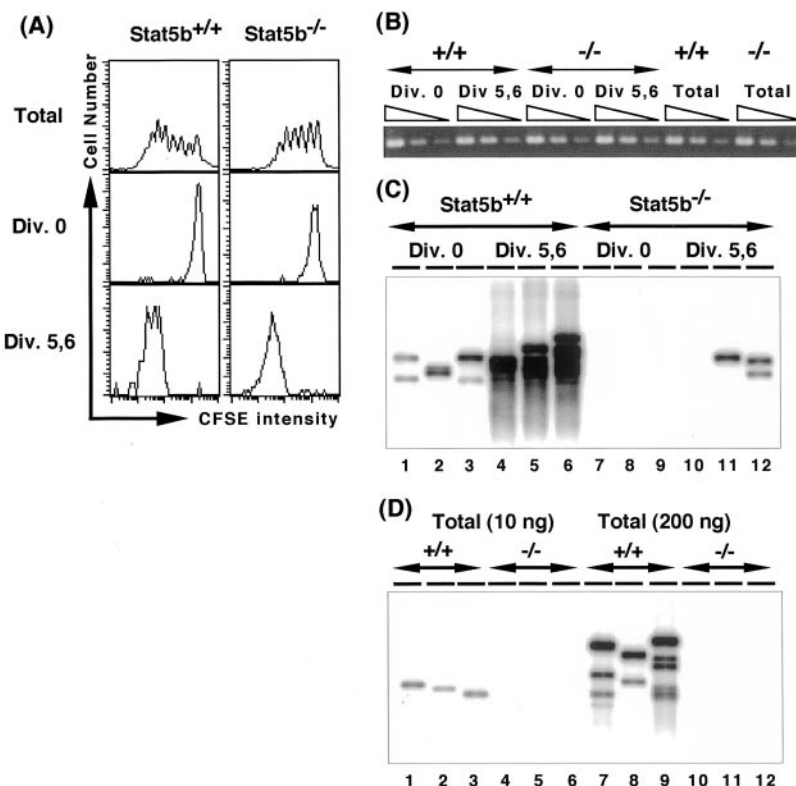 (A)
Stat5b+/+ Stat5b-/-
Cell Number
Total
Div. 0
Div. 5,6
CFSE intensity
(B)
+/+ -/- +/+ -/-
Div. 0 Div 5,6 Div. 0 Div 5,6 Total Total
(C)
Stat5b+/+ Stat5b-/-
Div. 0 Div. 5,6 Div. 0 Div. 5,6
1 2 3 4 5 6 7 8 9 10 11 12
(D)
Total (10 ng) Total (200 ng)
+/+ -/- +/+ -/-
1 2 3 4 5 6 7 8 9 10 11 12